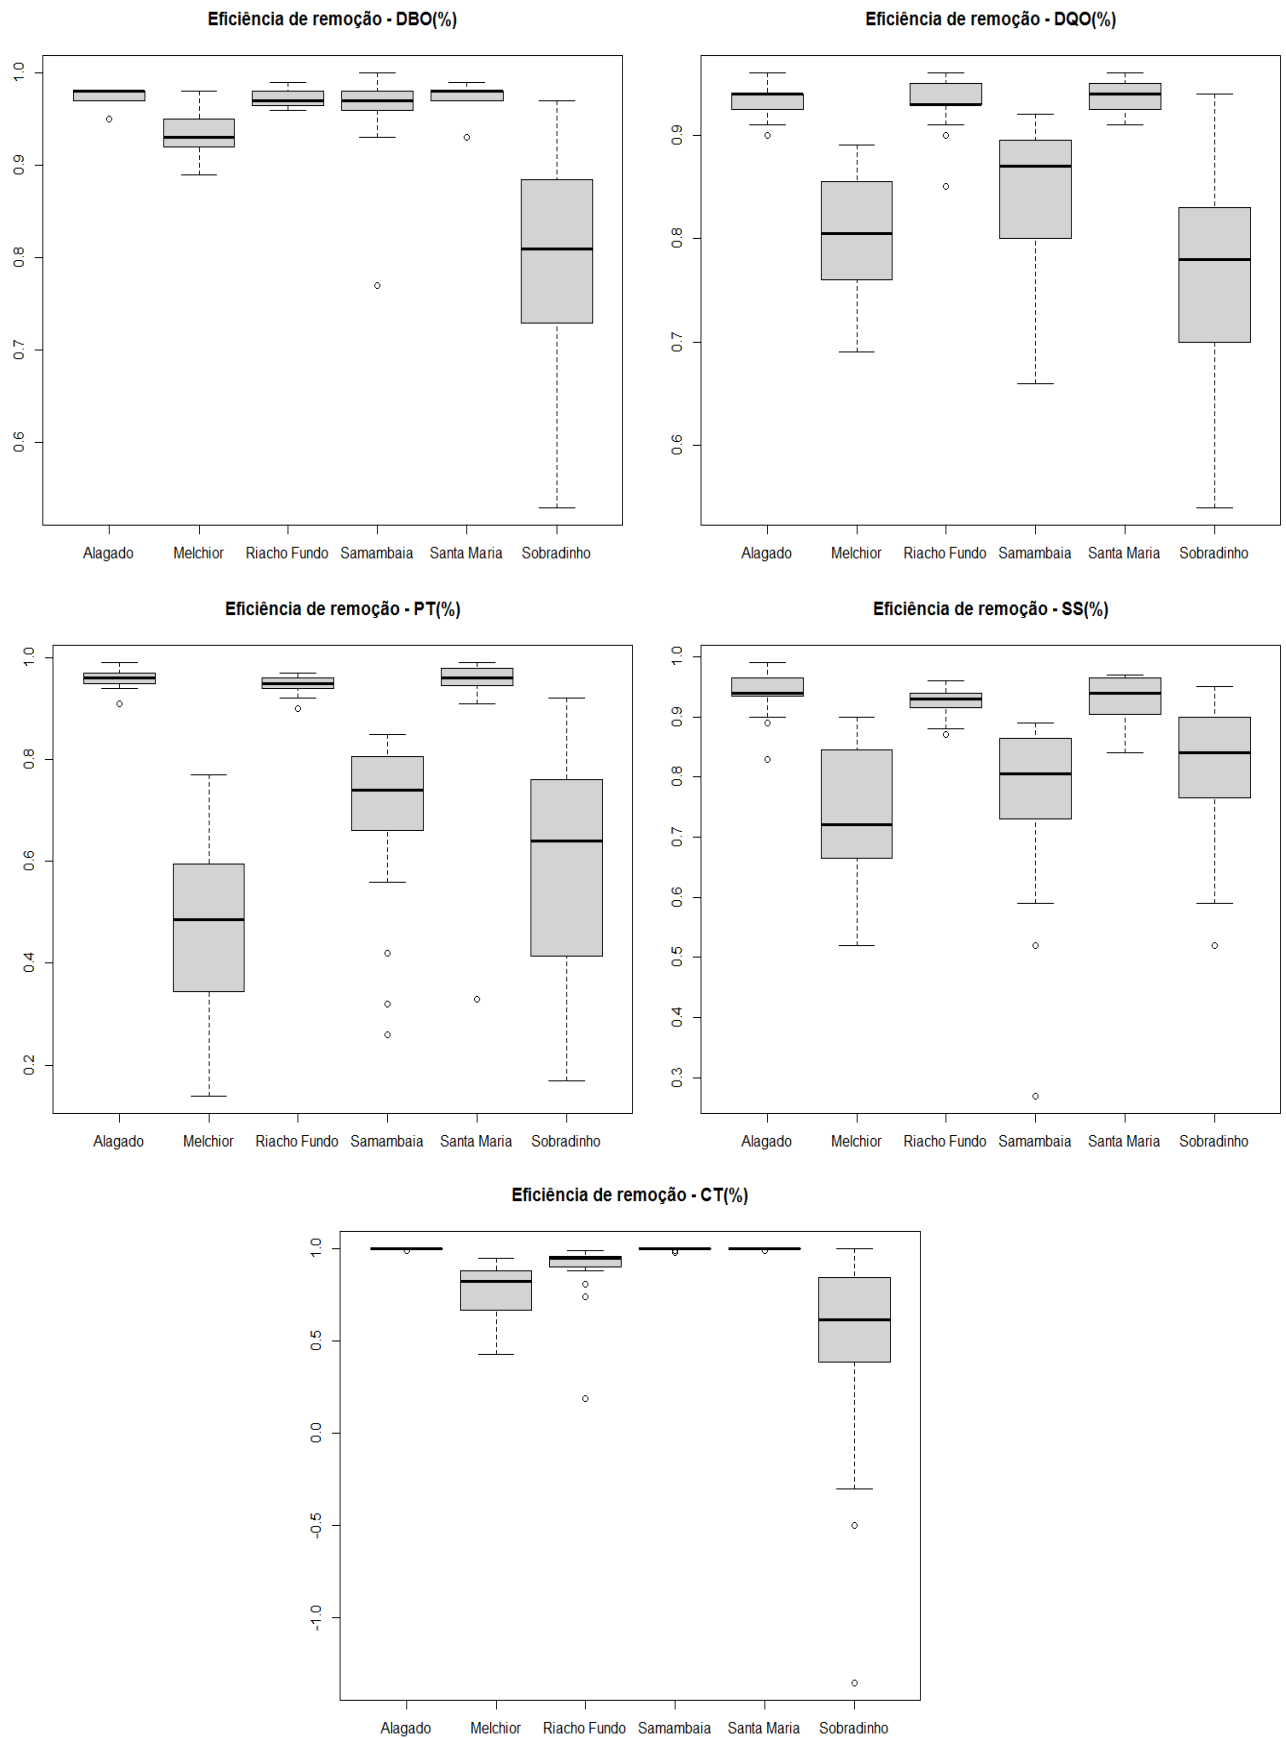 Eficiência de remoção - DBO(%)
1.0
0.9
0.8
0.7
0.6
Alagado Melchior Riacho Fundo Samambaia Santa Maria Sobradinho
Eficiência de remoção - DQO(%)
0.9
0.8
0.7
0.6
Alagado Melchior Riacho Fundo Samambaia Santa Maria Sobradinho
Eficiência de remoção - PT(%)
1.0
0.8
0.6
0.4
0.2
Alagado Melchior Riacho Fundo Samambaia Santa Maria Sobradinho
Eficiência de remoção - SS(%)
1.0
0.9
0.8
0.7
0.6
0.5
0.4
0.3
Alagado Melchior Riacho Fundo Samambaia Santa Maria Sobradinho
Eficiência de remoção - CT(%)
1.0
0.5
0.0
-0.5
-1.0
Alagado Melchior Riacho Fundo Samambaia Santa Maria Sobradinho